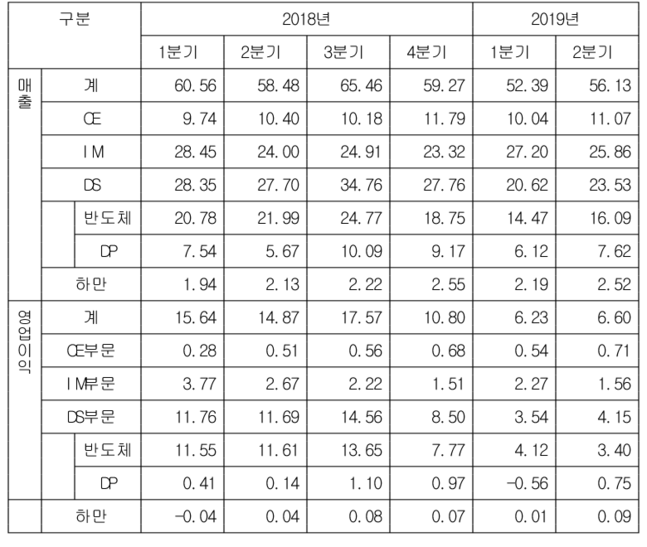 구분 2018년 2019년
1분기 2분기 3분기 4분기 1분기 2분기
매출 계 60.56 58.48 65.46 59.27 52.39 56.13
CE 9.74 10.40 10.18 11.79 10.04 11.07
IM 28.45 24.00 24.91 23.32 27.20 25.86
DS 28.35 27.70 34.76 27.76 20.62 23.53
반도체 20.78 21.99 24.77 18.75 14.47 16.09
DP 7.54 5.67 10.09 9.17 6.12 7.62
하만 1.94 2.13 2.22 2.55 2.19 2.52
영업이익 계 15.64 14.87 17.57 10.80 6.23 6.60
CE부문 0.28 0.51 0.56 0.68 0.54 0.71
IM부문 3.77 2.67 2.22 1.51 2.27 1.56
DS부문 11.76 11.69 14.56 8.50 3.54 4.15
반도체 11.55 11.61 13.65 7.77 4.12 3.40
DP 0.41 0.14 1.10 0.97 -0.56 0.75
하만 -0.04 0.04 0.08 0.07 0.01 0.09